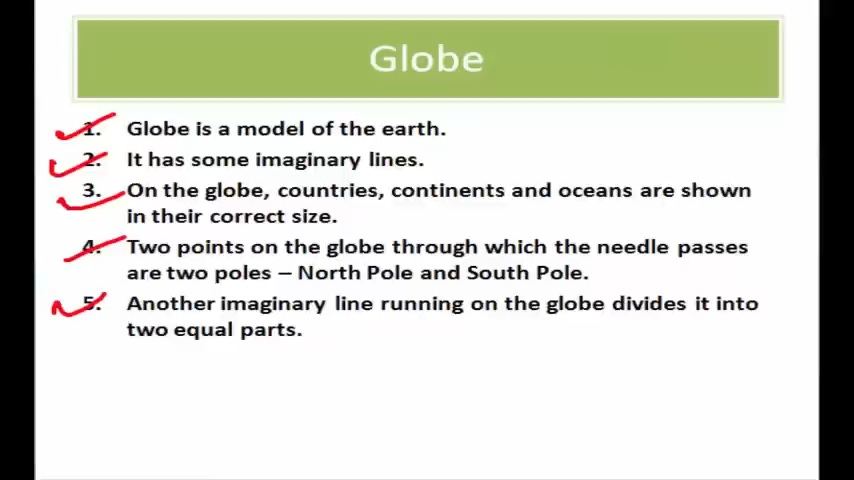 Globe
1. Globe is a model of the earth.
2. It has some imaginary lines.
3. On the globe, countries, continents and oceans are shown
in their correct size.
4. Two points on the globe through which the needle passes
are two poles – North Pole and South Pole.
5. Another imaginary line running on the globe divides it into
two equal parts.